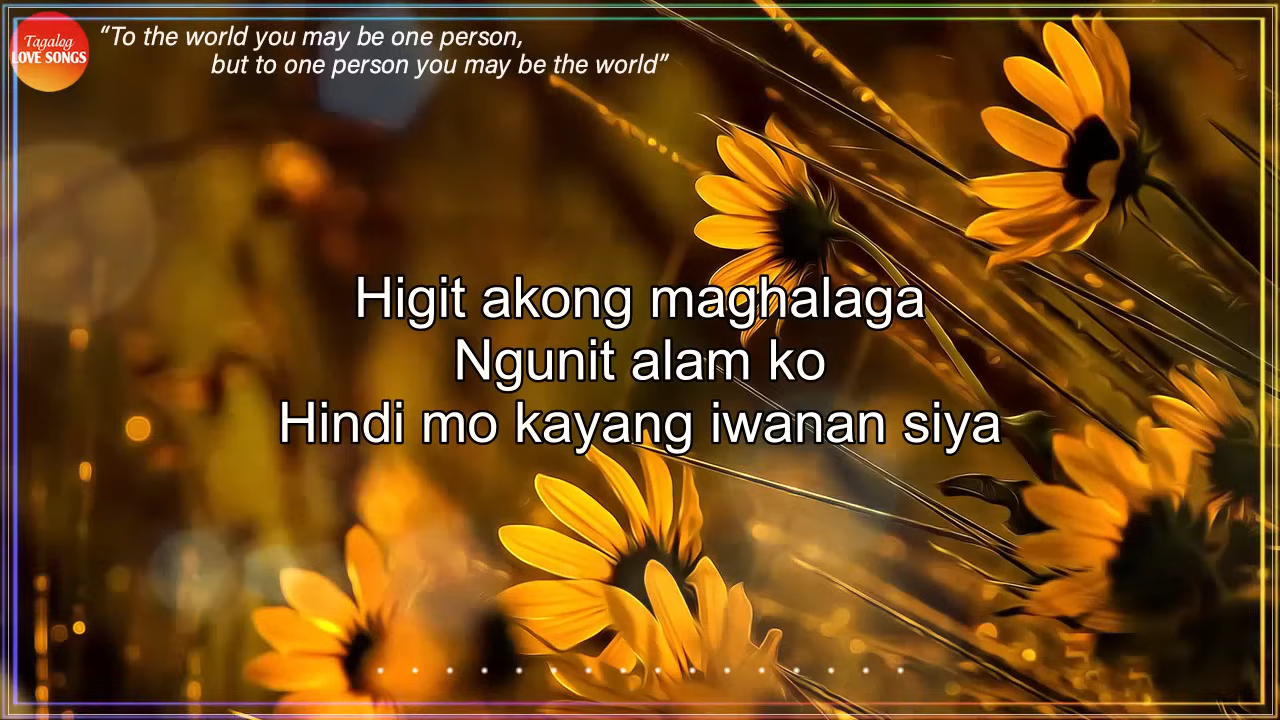 Tagalog
LOVE SONGS
“To the world you may be one person,
but to one person you may be the world”
Higit akong maghalaga
Ngunit alam ko
Hindi mo kayang iwanan siya